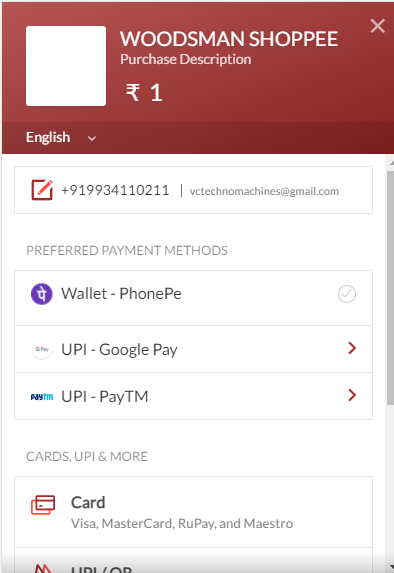 WOODSMAN SHOPPEE
Purchase Description
₹ 1
English
+919934110211 | vctechnomachines@gmail.com
PREFERRED PAYMENT METHODS
Wallet - PhonePe
G Pay UPI - Google Pay
paytm UPI - PayTM
CARDS, UPI & MORE
Card
Visa, MasterCard, RuPay, and Maestro
UPI / QR